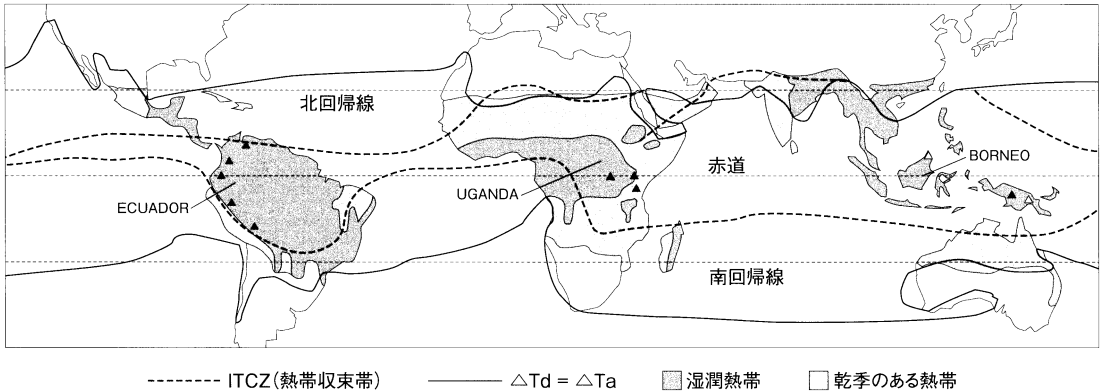 北回帰線
赤道
BORNEO
UGANDA
ECUADOR
南回帰線
ITCZ(熱帯収束帯) △Td = △Ta 湿潤熱帯 乾季のある熱帯